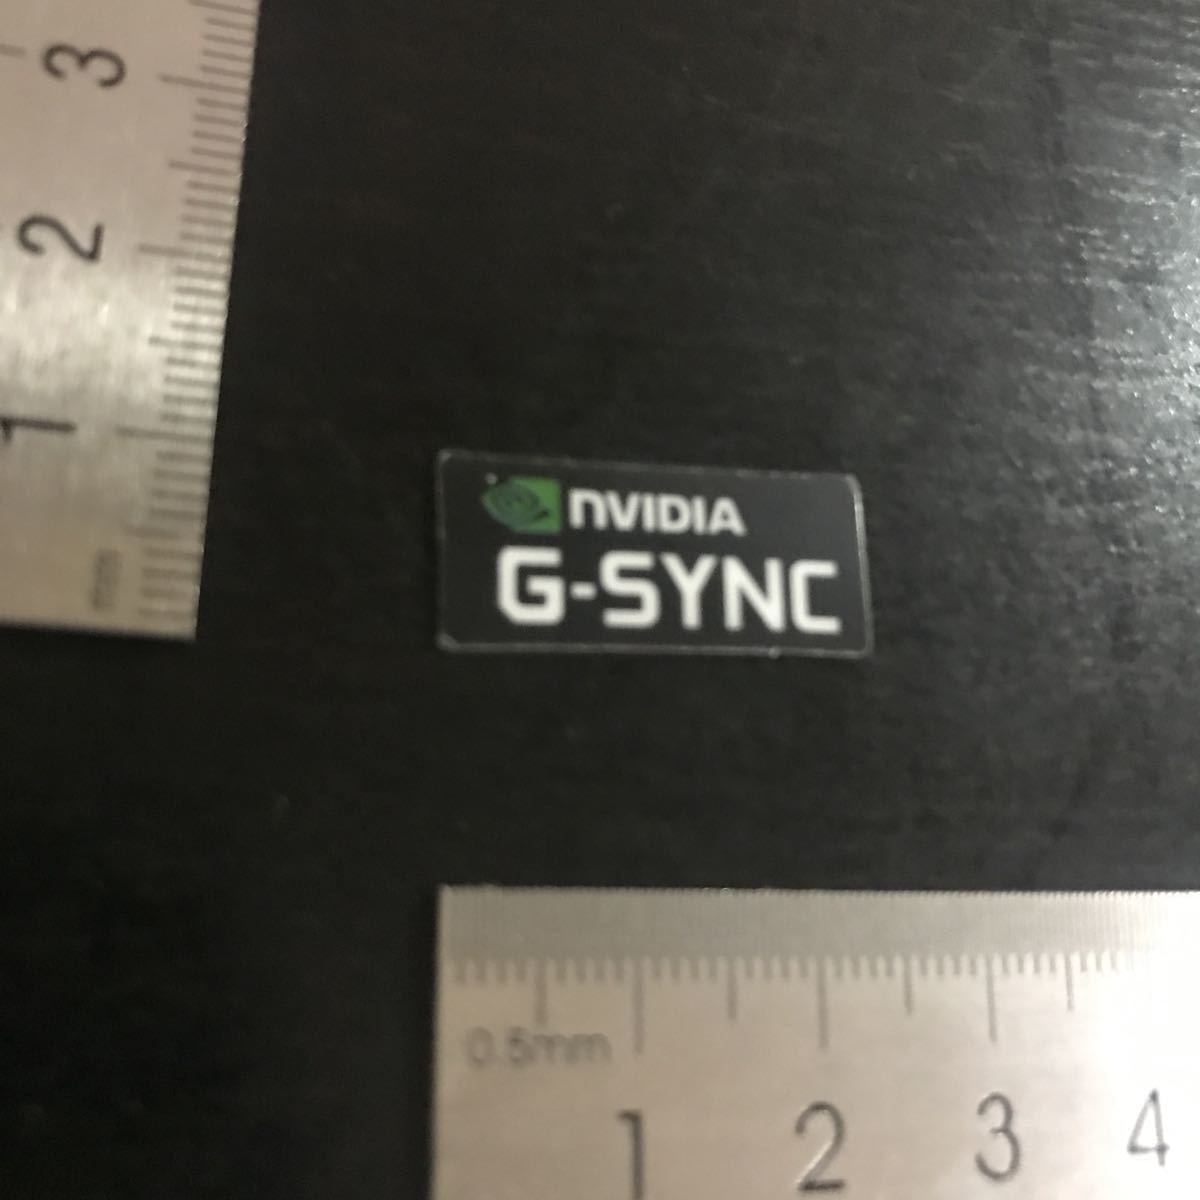 3
2
1
mm
NVIDIA
G-SYNC
0.5mm
1 2 3 4